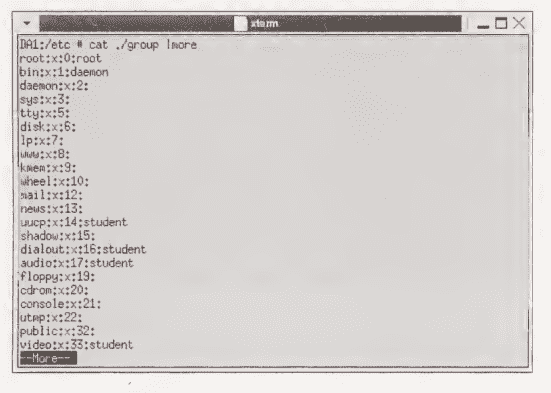 xterm
DA1:/etc # cat ./group |more
root:x:0:root
bin:x:1:daemon
daemon:x:2:
sys:x:3:
tty:x:5:
disk:x:6:
lp:x:7:
www:x:8:
kmem:x:9:
wheel:x:10:
mail:x:12:
news:x:13:
uucp:x:14:student
shadow:x:15:
dialout:x:16:student
audio:x:17:student
floppy:x:19:
cdrom:x:20:
console:x:21:
utmp:x:22:
public:x:32:
video:x:33:student
--More--